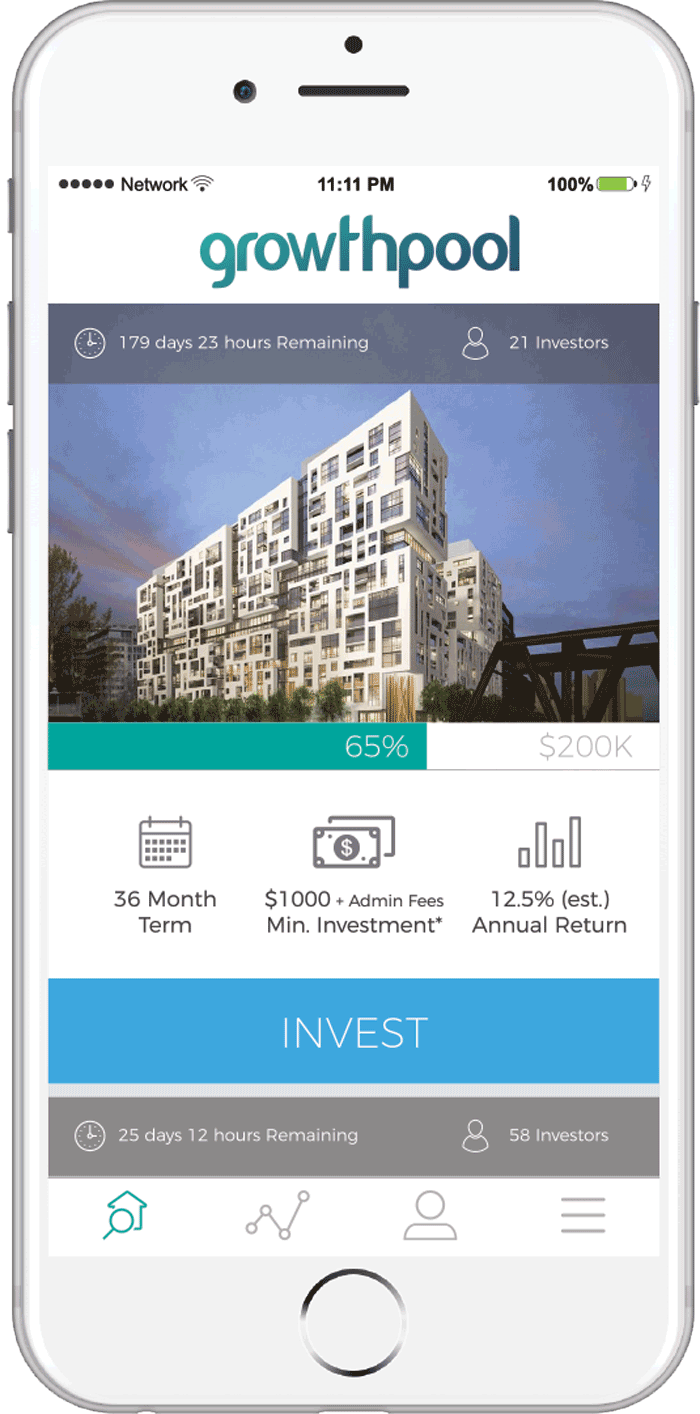 Network 11:11 PM 100%
growthpool
179 days 23 hours Remaining 21 Investors
65% $200K
36 Month $1000 + Admin Fees 12.5% (est.)
Term Min. Investment* Annual Return
INVEST
25 days 12 hours Remaining 58 Investors